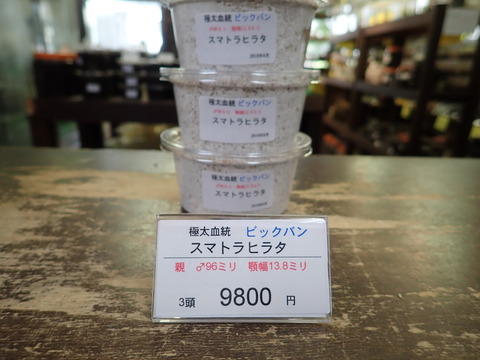 極太血統 ビックバン
スマトラヒラタ
極太血統 ビックバン
スマトラヒラタ
極太血統 ビックバン
スマトラヒラタ
極太血統 ビックバン
スマトラヒラタ
親 ♂96ミリ 顎幅13.8ミリ
3頭 9800 円